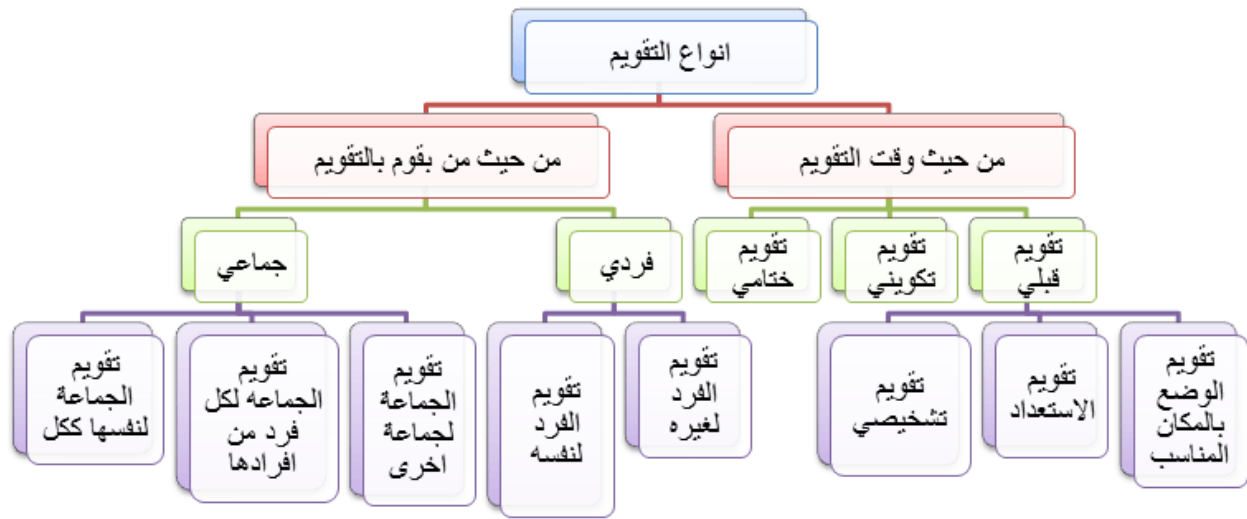 انواع التقويم
من حيث وقت التقويم
من حيث من بقوم بالتقويم
تقويم
قبلي
تقويم
تكويني
تقويم
ختامي
فردي
جماعي
تقويم
الوضع
بالمكان
المناسب
تقويم
الاستعداد
تقويم
تشخيصي
تقويم
الفرد
لغيره
تقويم
الفرد
لنفسه
تقويم
الجماعة
لجماعة
اخرى
تقويم
الجماعه لكل
فرد من
افرادها
تقويم
الجماعة
لنفسها ككل